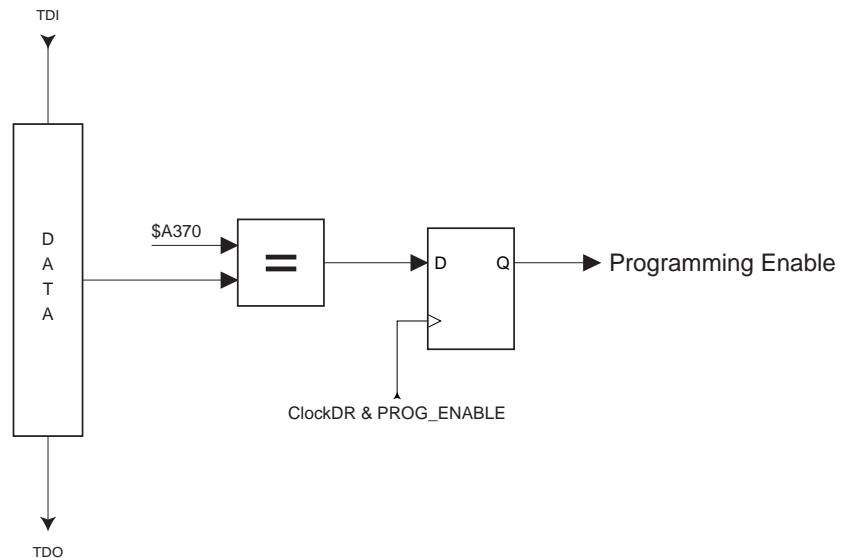 TDI
D
A
T
A
$A370
=
D
Q
Programming Enable
ClockDR & PROG_ENABLE
TDO